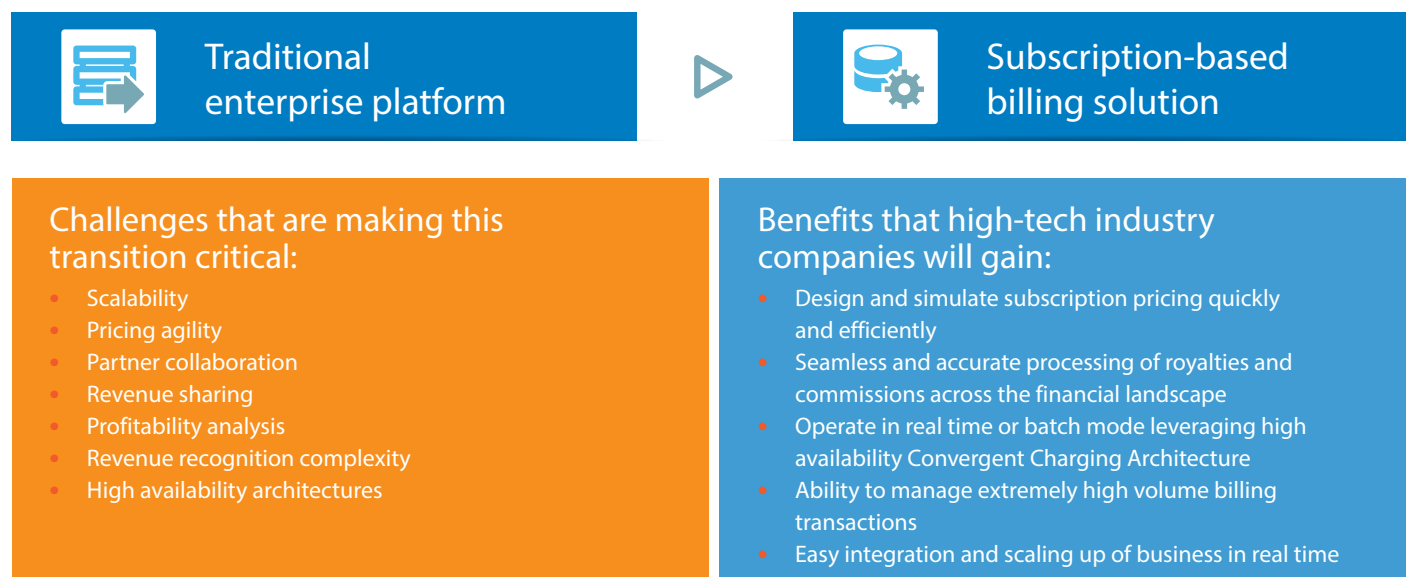 Traditional
enterprise platform
Subscription-based
billing solution
Challenges that are making this
transition critical:
• Scalability
• Pricing agility
• Partner collaboration
• Revenue sharing
• Profitability analysis
• Revenue recognition complexity
• High availability architectures
Benefits that high-tech industry
companies will gain:
• Design and simulate subscription pricing quickly
and efficiently
• Seamless and accurate processing of royalties and
commissions across the financial landscape
• Operate in real time or batch mode leveraging high
availability Convergent Charging Architecture
• Ability to manage extremely high volume billing
transactions
• Easy integration and scaling up of business in real time